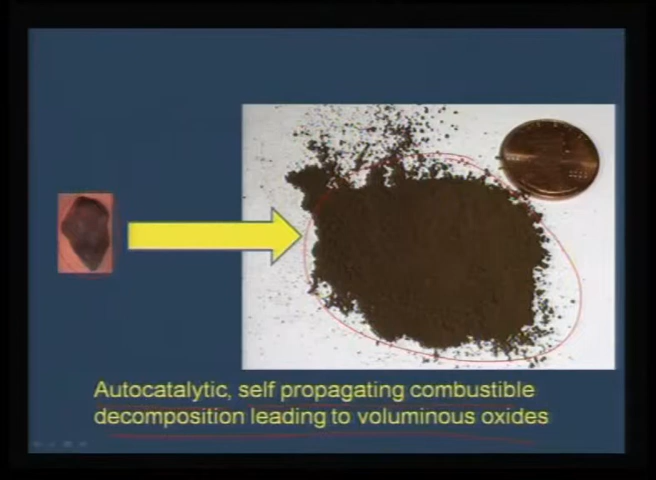 Autocatalytic, self propagating combustible
decomposition leading to voluminous oxides